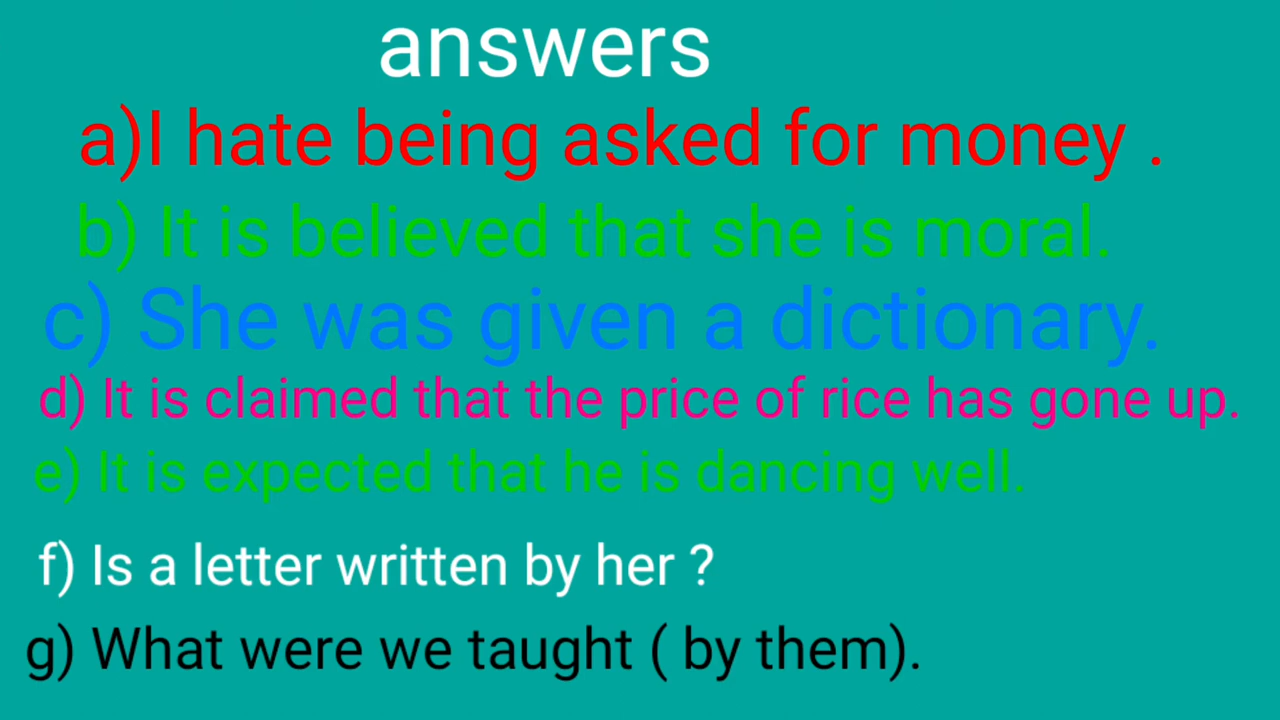 answers
a)I hate being asked for money .
b) It is believed that she is moral.
c) She was given a dictionary.
d) It is claimed that the price of rice has gone up.
e) It is expected that he is dancing well.
f) Is a letter written by her ?
g) What were we taught ( by them).